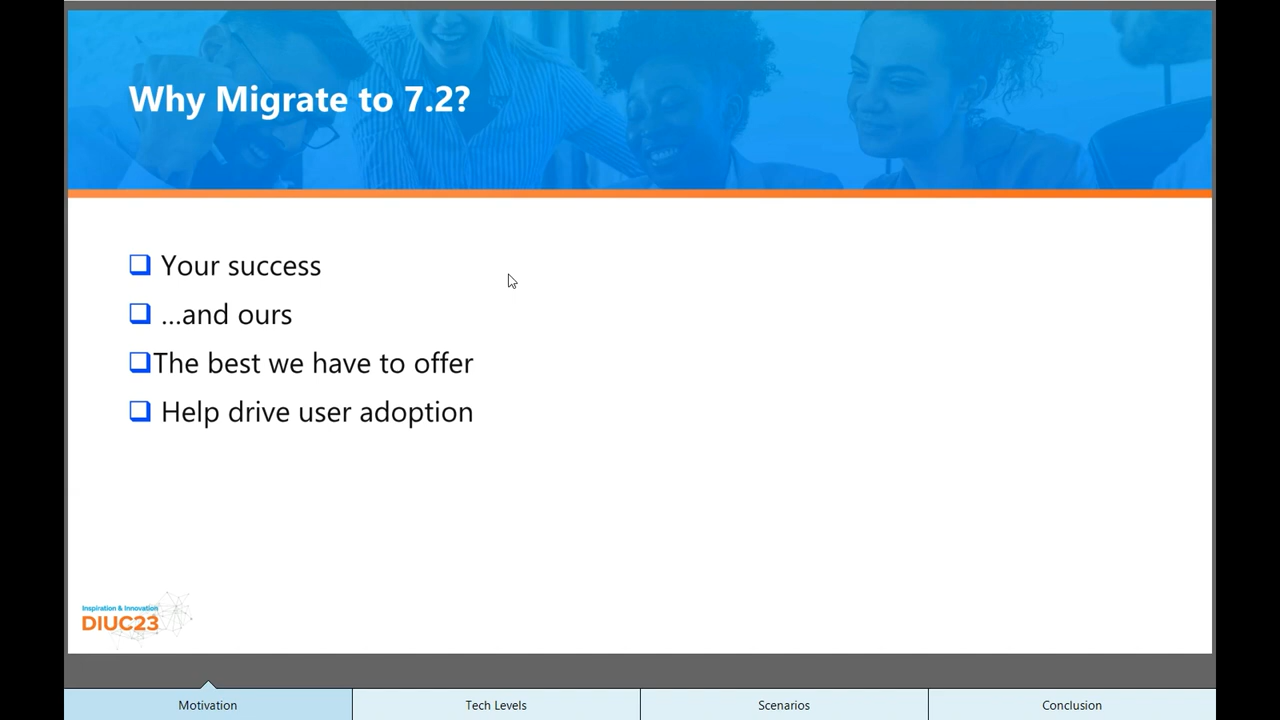 Why Migrate to 7.2?
Your success
...and ours
The best we have to offer
Help drive user adoption
Inspiration & Innovation
DIUC23
Motivation
Tech Levels
Scenarios
Conclusion